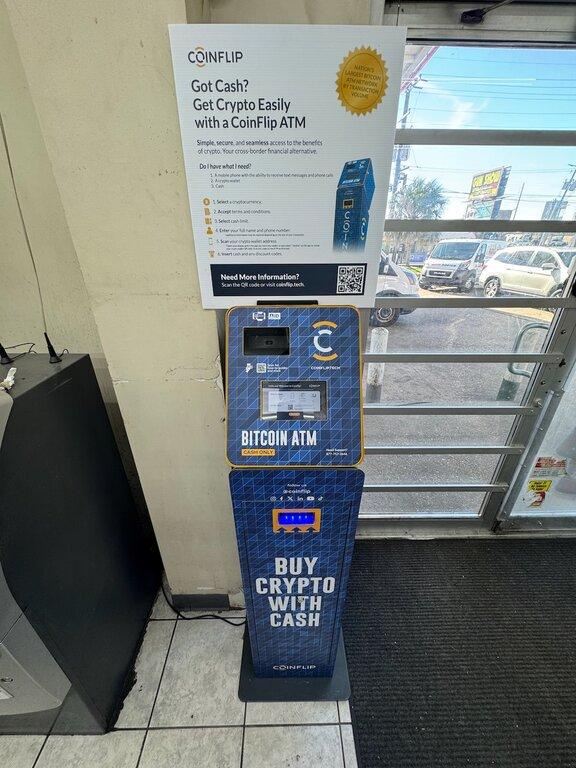 COINFLIP
Got Cash?
Get Crypto Easily
with a CoinFlip ATM
NATION'S
LARGEST BITCOIN
ATM NETWORK
BY TRANSACTION
VOLUME
Simple, secure, and seamless access to the benefits
of crypto. Your cross-border financial alternative.
Do I have what I need?
1. A mobile phone with the ability to receive text messages and phone calls
2. A crypto wallet
3. Cash
1. Select a cryptocurrency.
2. Accept terms and conditions.
3. Select cash limit.
4. Enter your full name and phone number.
5. Scan your crypto wallet address.
6. Insert cash and any discount codes.
Need More Information?
Scan the QR code or visit coinflip.tech.
COINFLIPTECH
BITCOIN ATM
CASH ONLY
Need Support?
Follow us
@coinflip
BUY
CRYPTO
WITH
CASH
COINFLIP